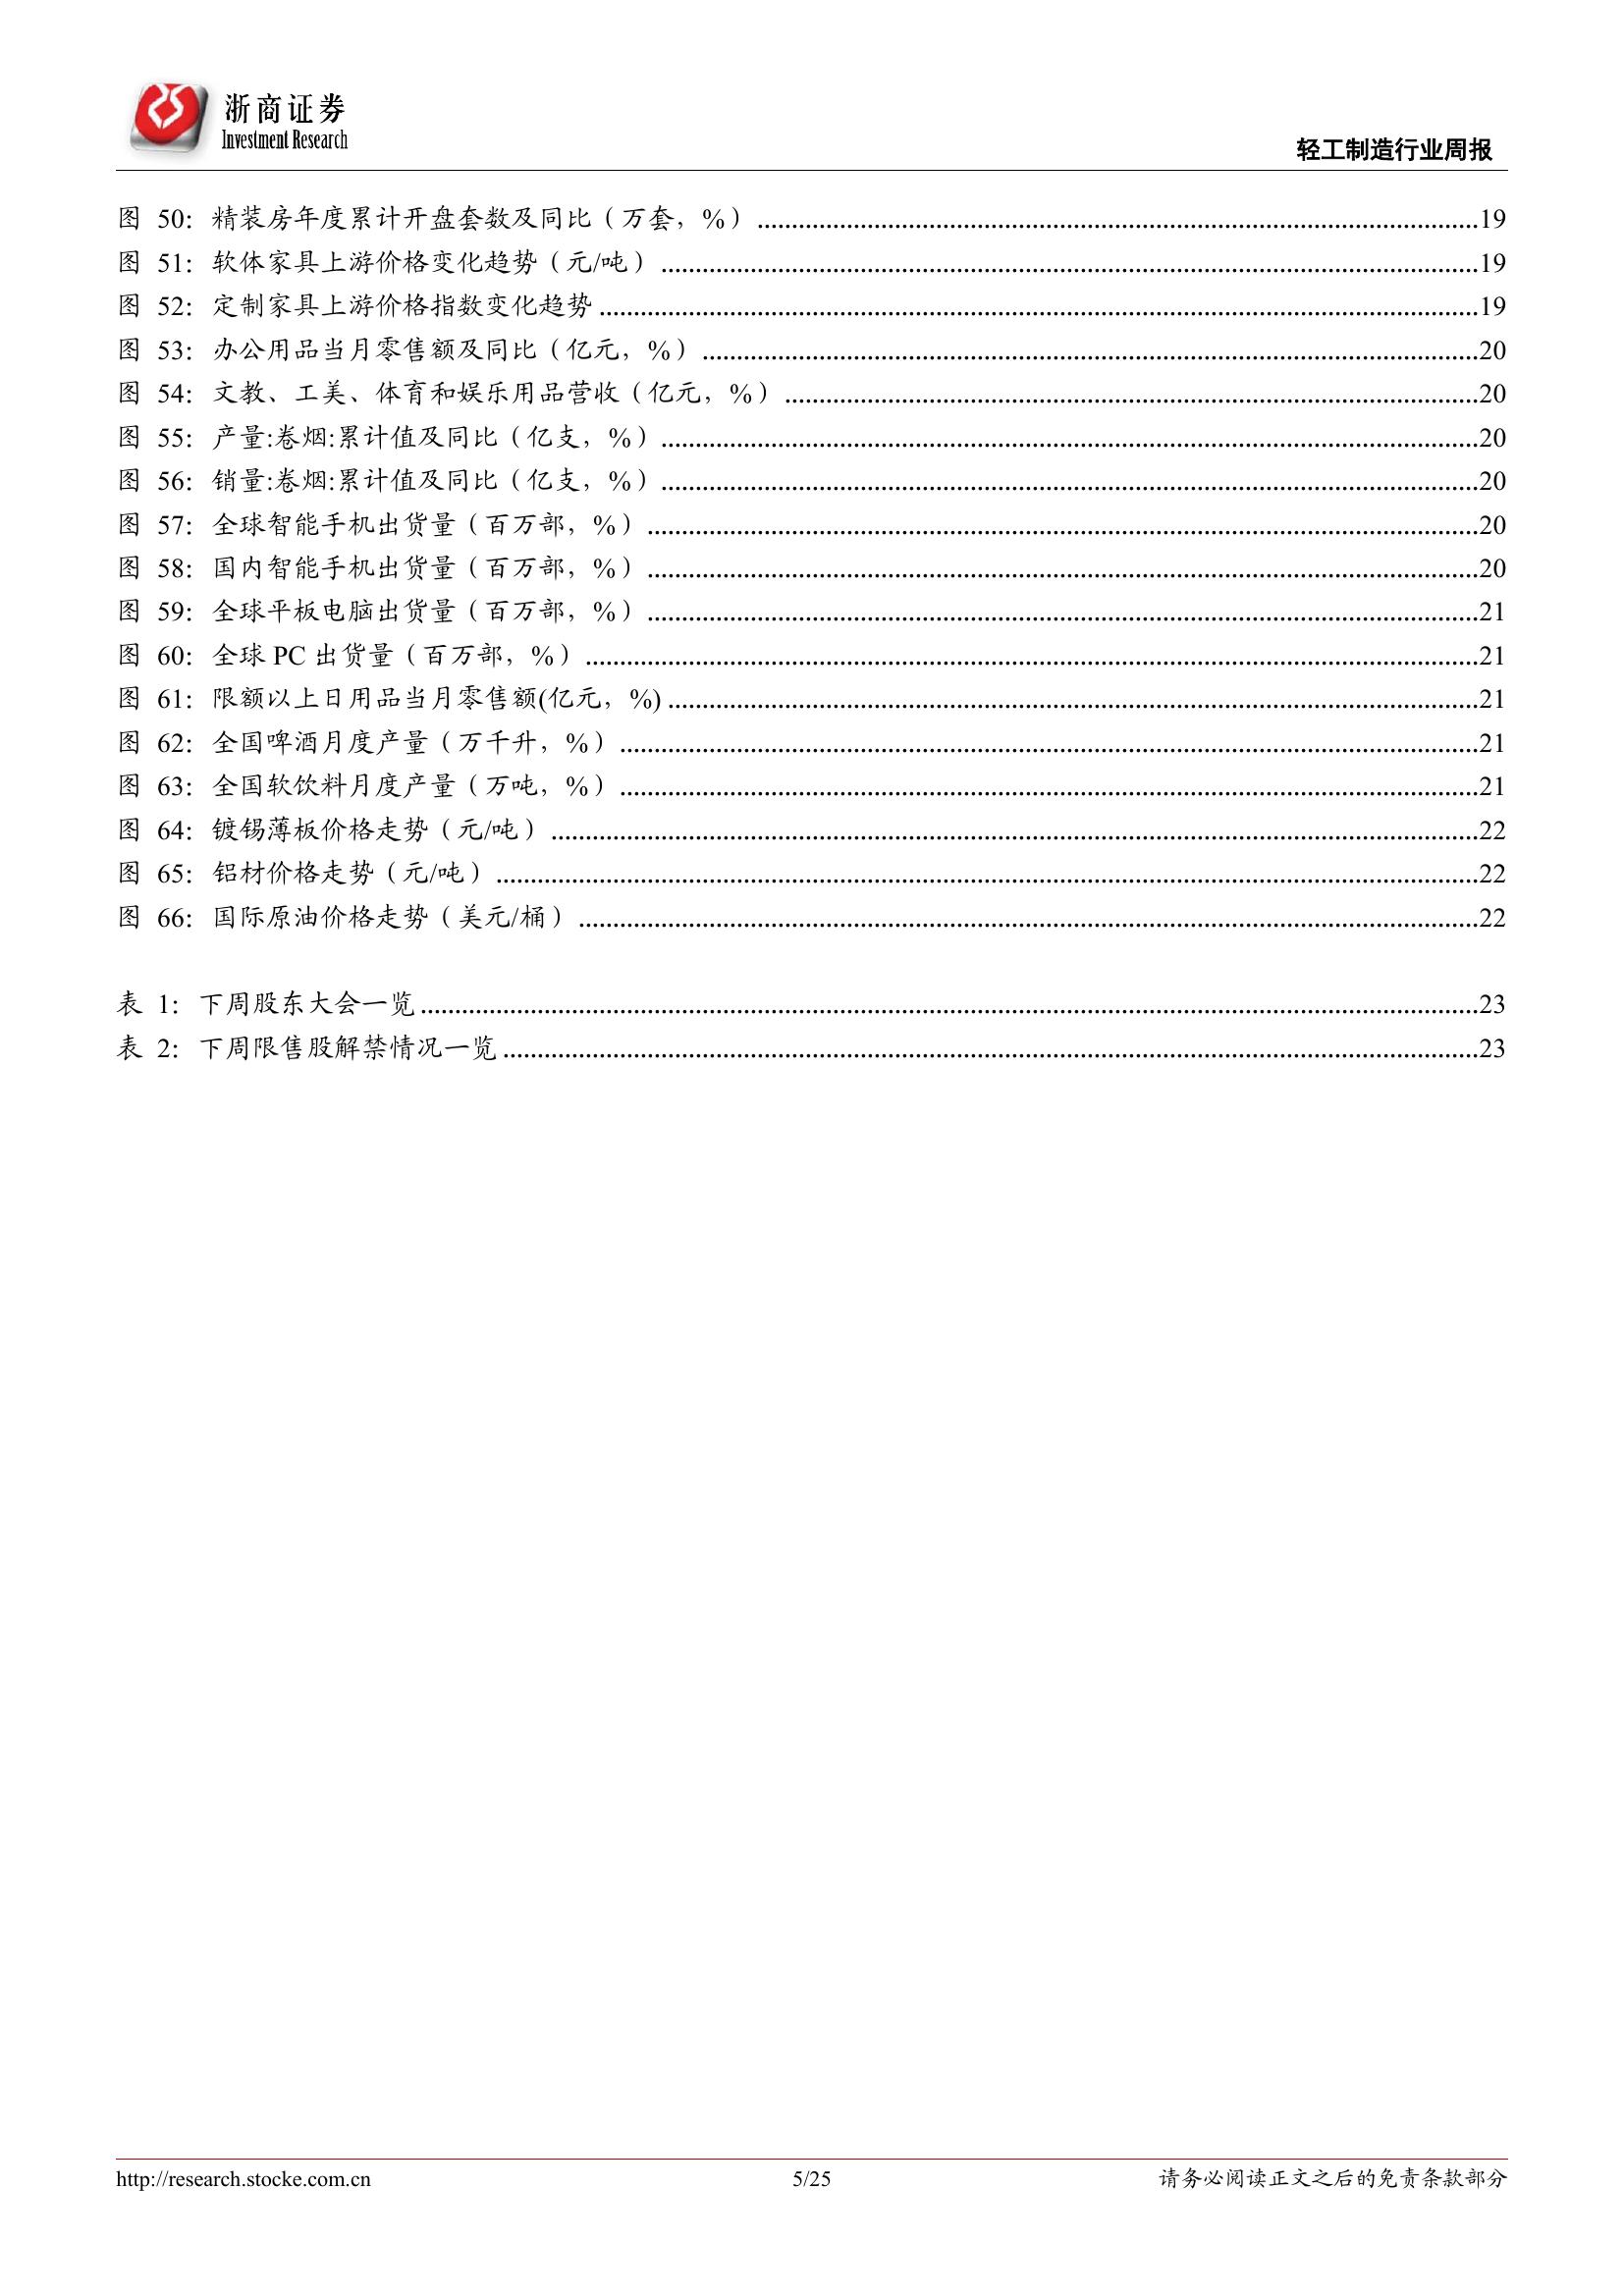 浙商证券
Investment Research
轻工制造行业周报
图 50：精装房年度累计开盘套数及同比（万套，%）19
图 51：软体家具上游价格变化趋势（元/吨）19
图 52：定制家具上游价格指数变化趋势19
图 53：办公用品当月零售额及同比（亿元，%）20
图 54：文教、工美、体育和娱乐用品营收（亿元，%）20
图 55：产量:卷烟:累计值及同比（亿支，%）20
图 56：销量:卷烟:累计值及同比（亿支，%）20
图 57：全球智能手机出货量（百万部，%）20
图 58：国内智能手机出货量（百万部，%）20
图 59：全球平板电脑出货量（百万部，%）21
图 60：全球 PC 出货量（百万部，%）21
图 61：限额以上日用品当月零售额(亿元，%)21
图 62：全国啤酒月度产量（万千升，%）21
图 63：全国软饮料月度产量（万吨，%）21
图 64：镀锡薄板价格走势（元/吨）22
图 65：铝材价格走势（元/吨）22
图 66：国际原油价格走势（美元/桶）22
表 1：下周股东大会一览23
表 2：下周限售股解禁情况一览23
http://research.stocke.com.cn
5/25
请务必阅读正文之后的免责条款部分